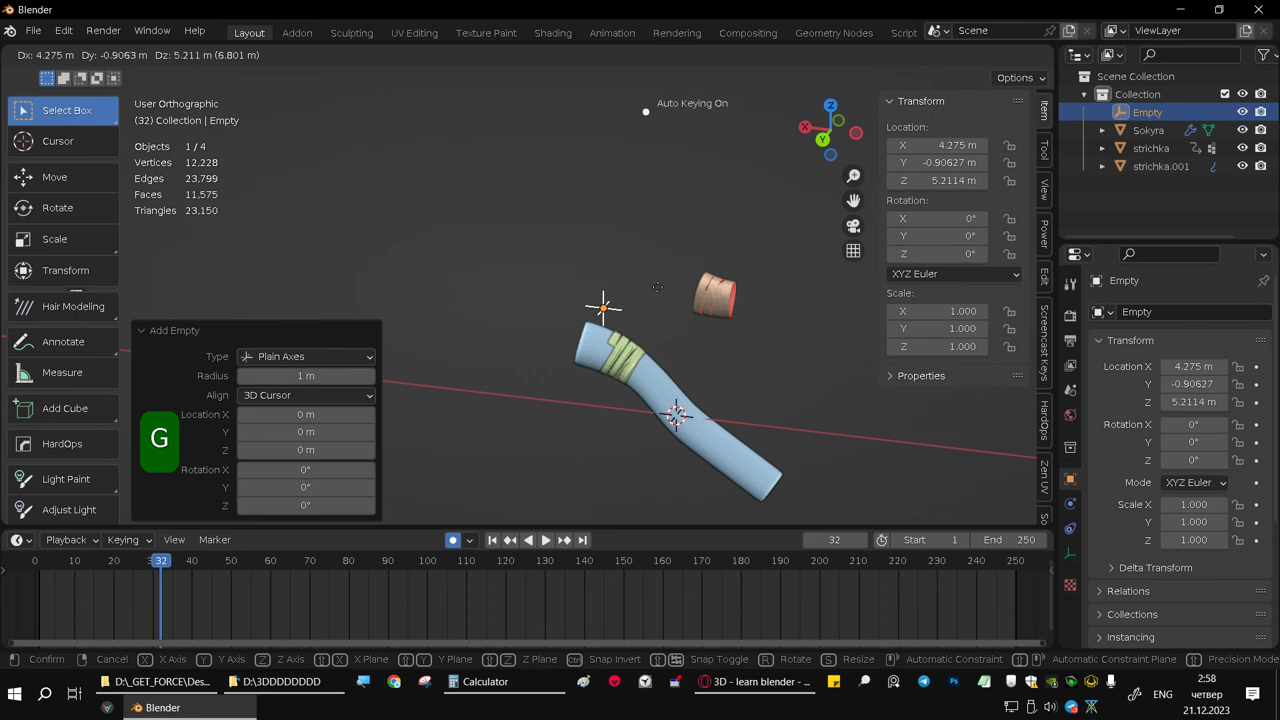 Blender
File Edit Render Window Help Layout Addon Sculpting UV Editing Texture Paint Shading Animation Rendering Compositing Geometry Nodes Script Scene ViewLayer
Dx: 4.275 m Dy: -0.9063 m Dz: 5.211 m (6.801 m)
Options
Select Box
Cursor
Move
Rotate
Scale
Transform
Hair Modeling
Annotate
Measure
Add Cube
HardOps
Light Paint
Adjust Light
User Orthographic
(32) Collection | Empty
Objects 1 / 4
Vertices 12,228
Edges 23,799
Faces 11,575
Triangles 23,150
Auto Keying On
X
Y
Z
Add Empty
Type Plain Axes
Radius 1 m
Align 3D Cursor
Location X 0 m
Y 0 m
Z 0 m
Rotation X 0°
Y 0°
Z 0°
G
Transform
Location:
X 4.275 m
Y -0.90627 m
Z 5.2114 m
Rotation:
X 0°
Y 0°
Z 0°
XYZ Euler
Scale:
X 1.000
Y 1.000
Z 1.000
Properties
Item
Tool
View
Power
Edit
Screencast Keys
HardOps
Zen UV
So
Scene Collection
Collection
Empty
Sokyra
strichka
strichka.001
Empty
Empty
Transform
Location X 4.275 m
Y -0.90627
Z 5.2114 m
Rotation X 0°
Y 0°
Z 0°
Mode XYZ Euler
Scale X 1.000
Y 1.000
Z 1.000
Delta Transform
Relations
Collections
Instancing
Playback Keying View Marker 32 Start 1 End 250
0 10 20 32 40 50 60 70 80 90 100 110 120 130 140 150 160 170 180 190 200 210 220 230 240 250
Confirm Cancel X X Axis Y Y Axis Z Z Axis X X Plane Y Y Plane Z Z Plane Ctrl Snap Invert Snap Toggle R Rotate S Resize Automatic Constraint Automatic Constraint Plane Precision Mode
D:\_GET_FORCE\Des... D:\3DDDDDDDD Calculator 3D - learn blender - ... ENG
2:58
четвер
21.12.2023
Blender